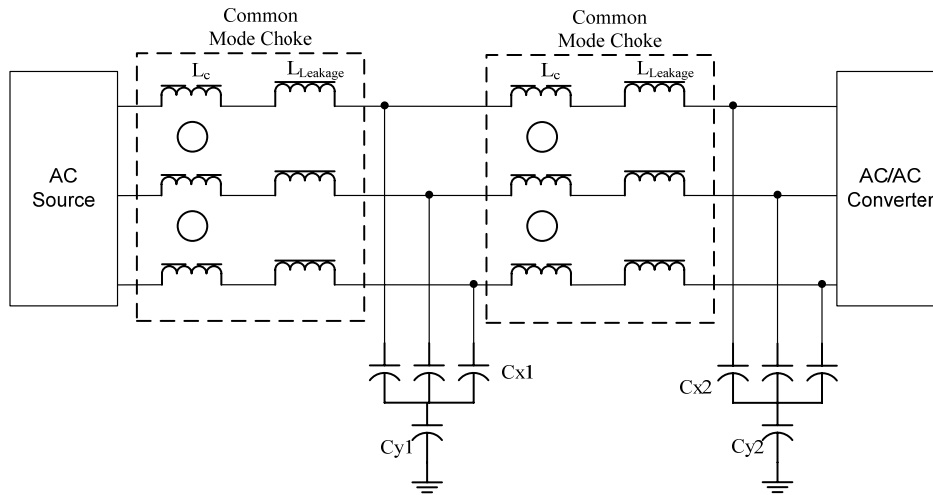 Common
Mode Choke
Common
Mode Choke
Lc
LLeakage
Lc
LLeakage
AC
Source
AC/AC
Converter
Cx1
Cx2
Cy1
Cy2